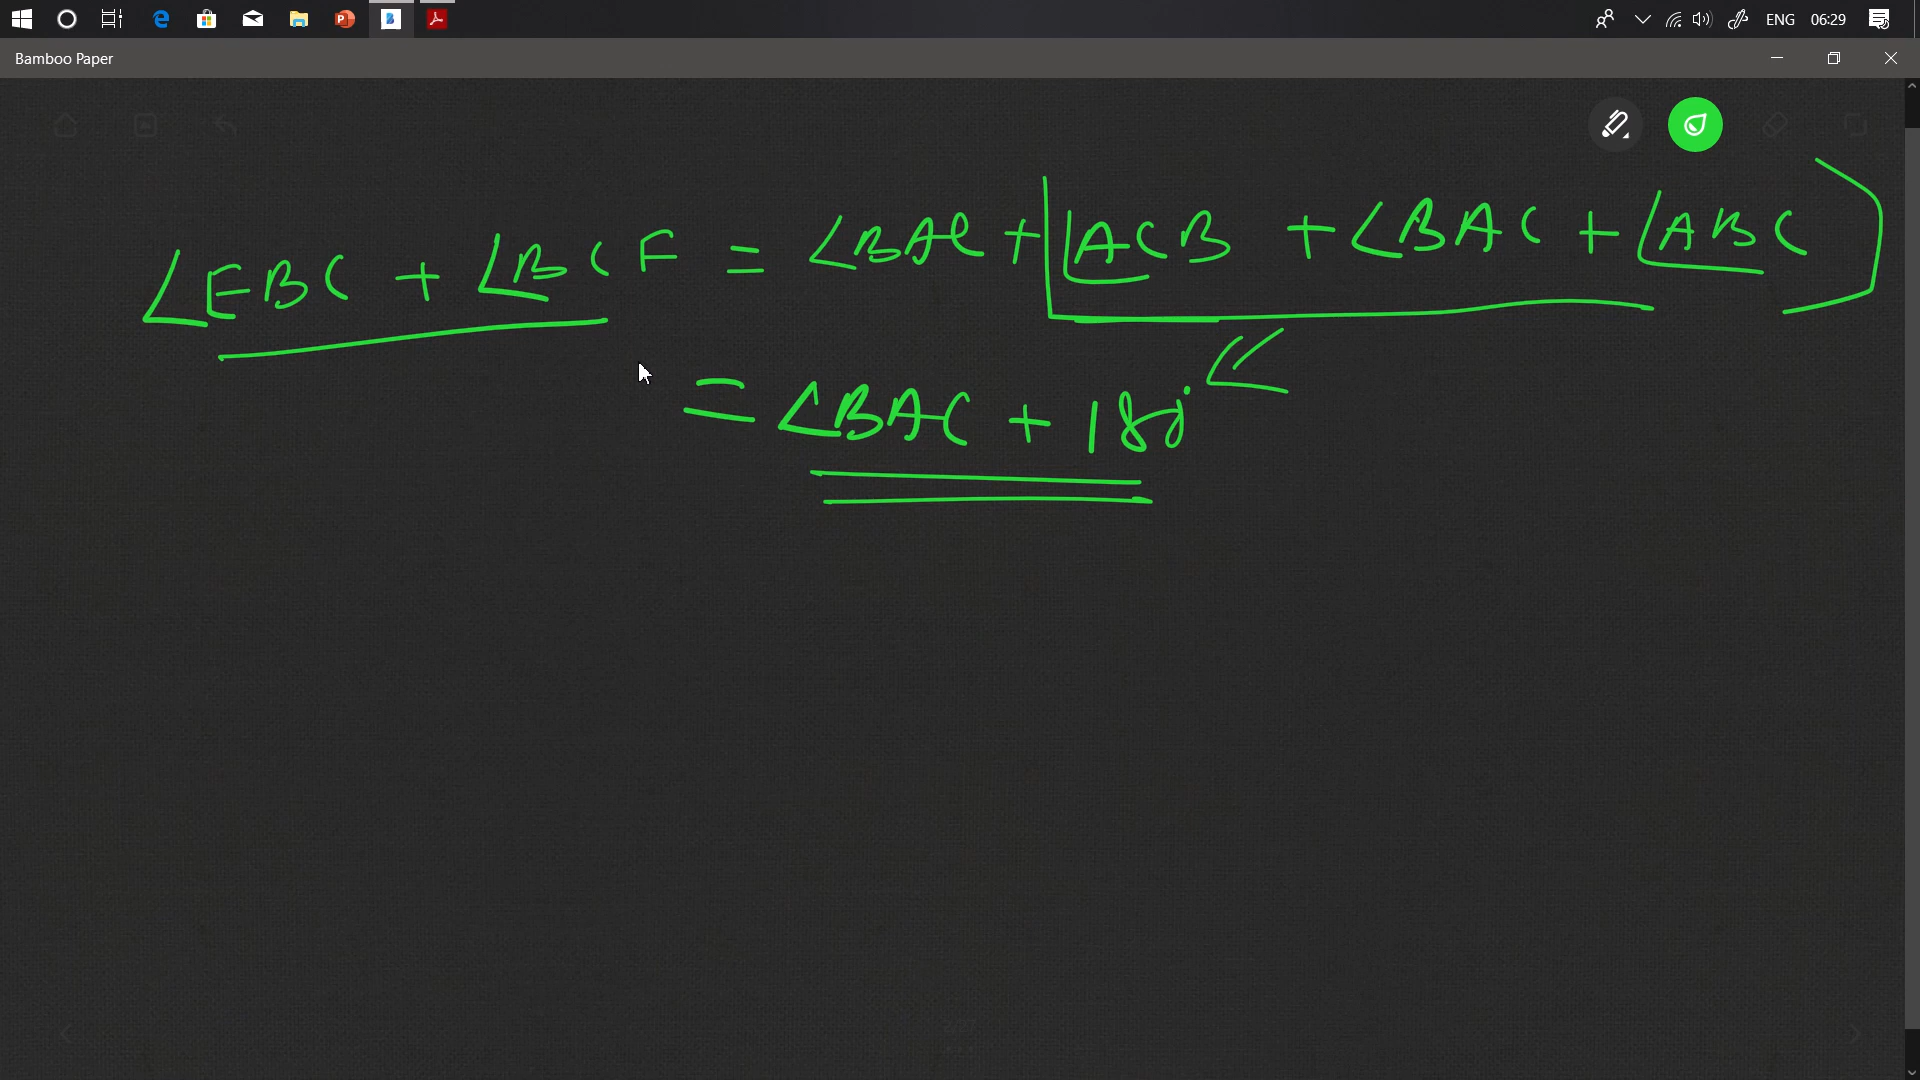 ENG 06:29
Bamboo Paper
∠EBC + ∠BCF = ∠BAC + ∠ACB + ∠BAC + ∠ABC
= ∠BAC + 180°